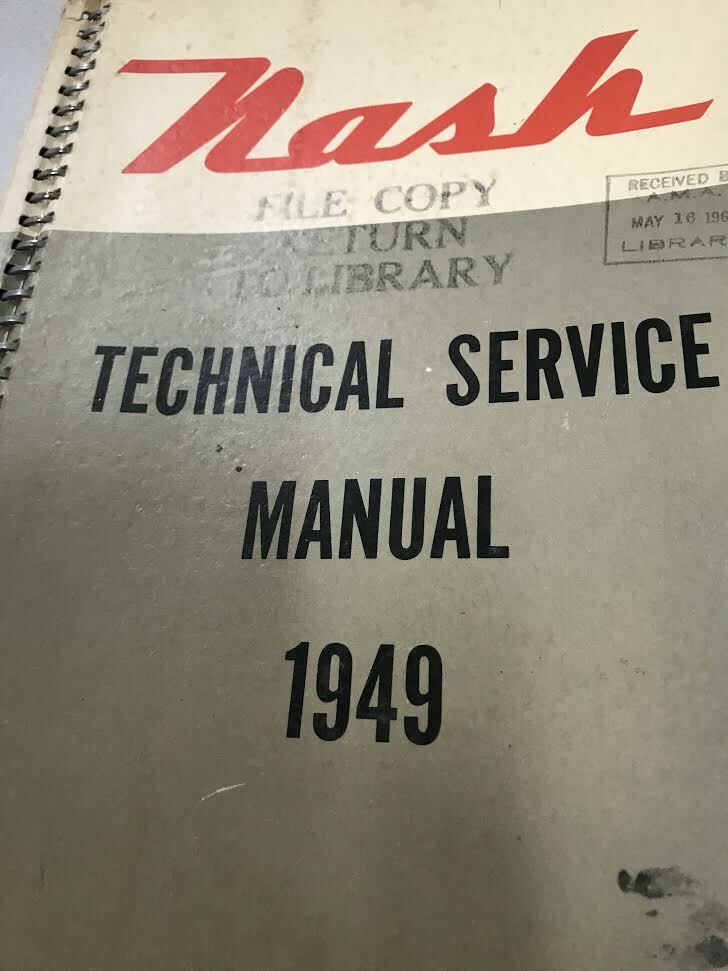 Nash
FILE COPY
RETURN
TO LIBRARY
RECEIVED
A.M.A.
MAY 16 196
LIBRAR
TECHNICAL SERVICE
MANUAL
1949